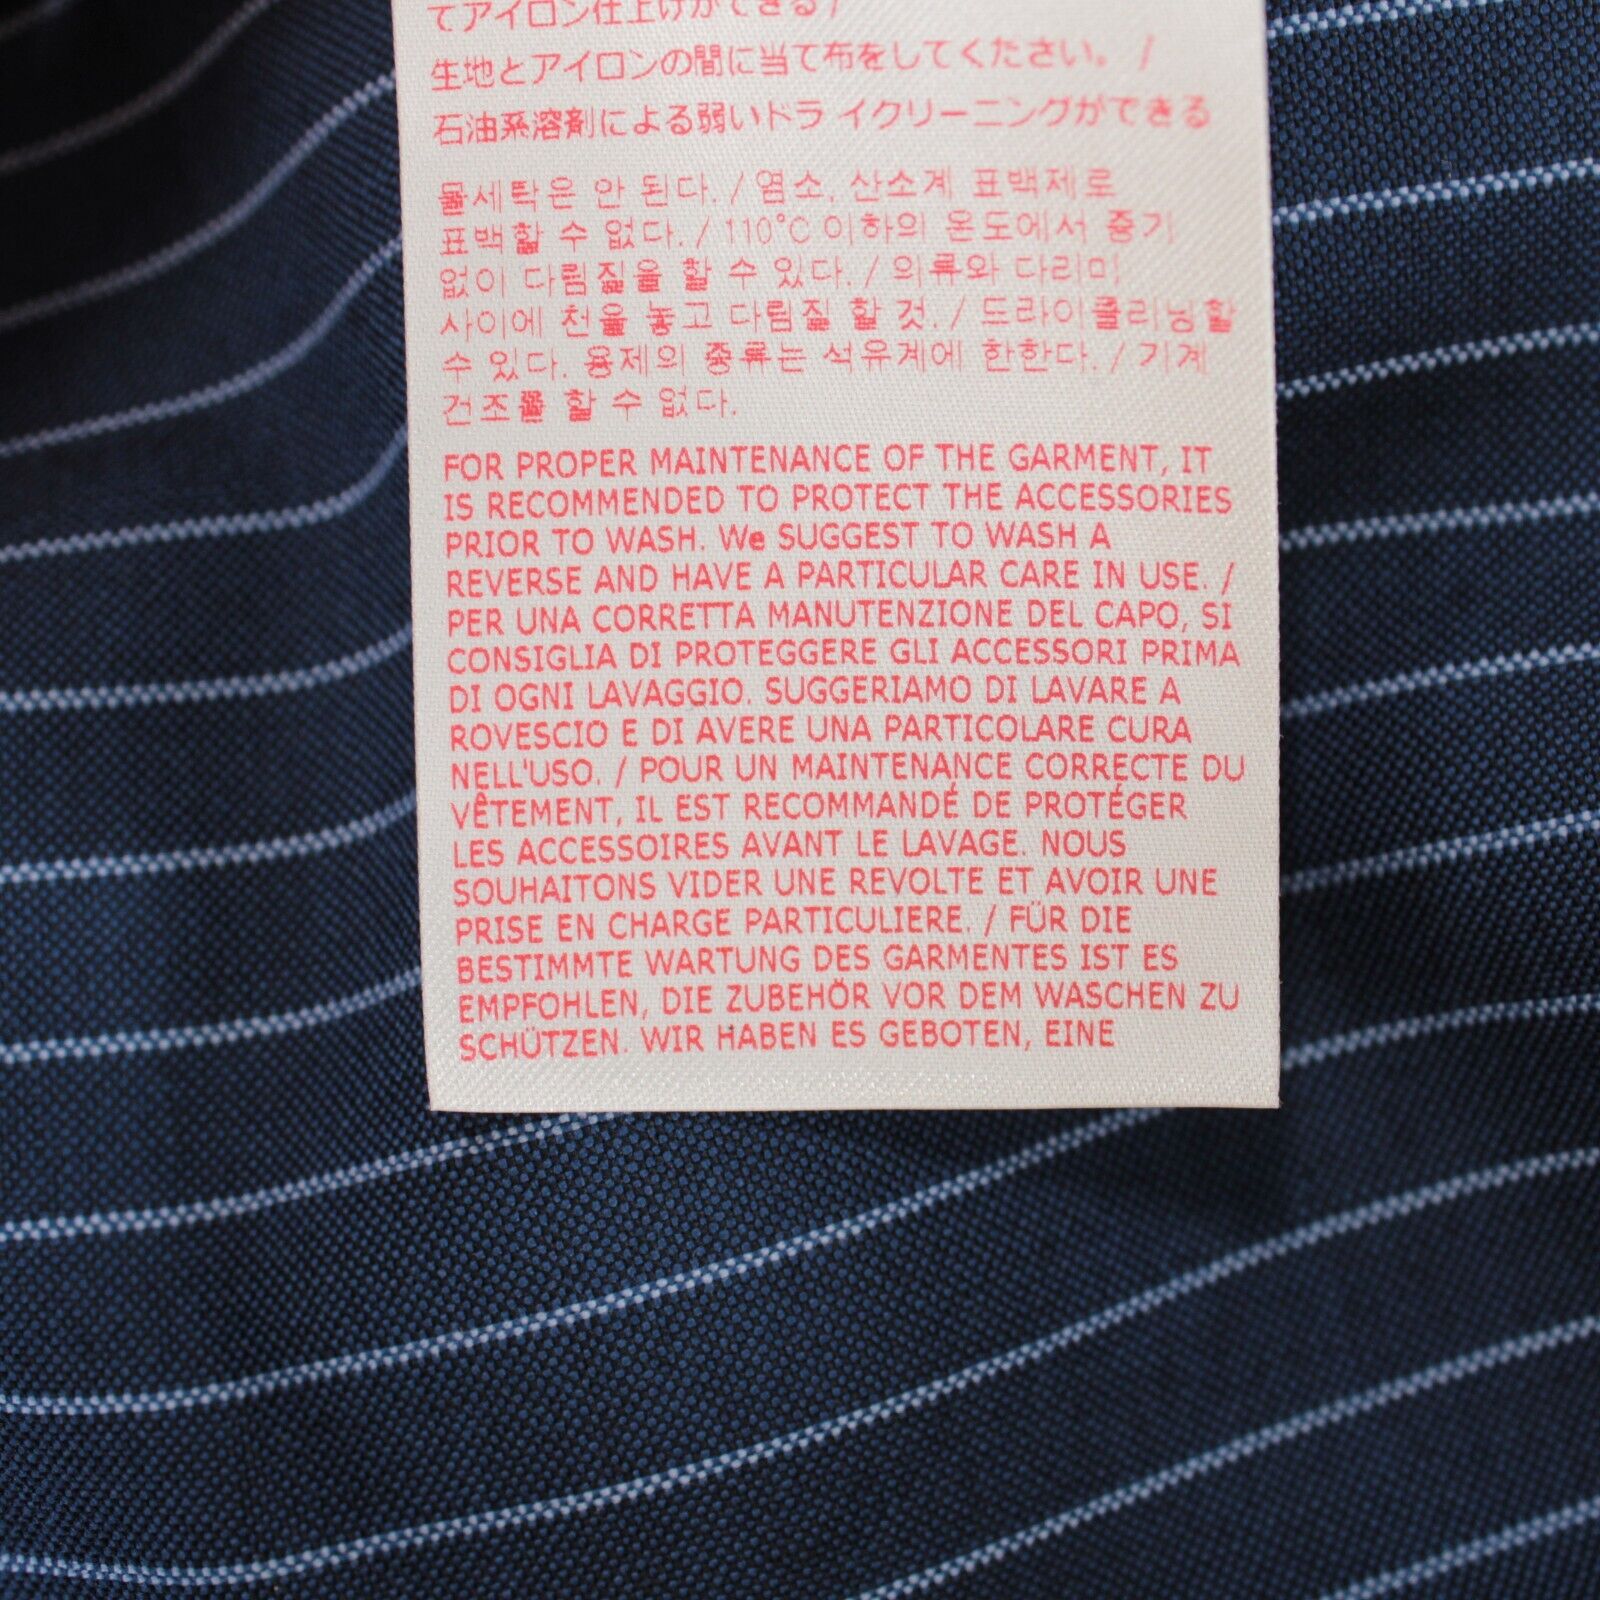 てアイロン仕上げができる /
生地とアイロンの間に当て布をしてください。 /
石油系溶剤による弱いドラ イクリーニングができる
물세탁은 안 된다. / 염소, 산소계 표백제로
표백할 수 없다. / 110°C 이하의 온도에서 증기
없이 다림질을 할 수 있다. / 의류와 다리미
사이에 천을 놓고 다림질 할 것. / 드라이클리닝할
수 있다. 용제의 종류는 석유계에 한한다. / 기계
건조를 할 수 없다.
FOR PROPER MAINTENANCE OF THE GARMENT, IT
IS RECOMMENDED TO PROTECT THE ACCESSORIES
PRIOR TO WASH. We SUGGEST TO WASH A
REVERSE AND HAVE A PARTICULAR CARE IN USE. /
PER UNA CORRETTA MANUTENZIONE DEL CAPO, SI
CONSIGLIA DI PROTEGGERE GLI ACCESSORI PRIMA
DI OGNI LAVAGGIO. SUGGERIAMO DI LAVARE A
ROVESCIO E DI AVERE UNA PARTICOLARE CURA
NELL'USO. / POUR UN MAINTENANCE CORRECTE DU
VÊTEMENT, IL EST RECOMMANDÉ DE PROTÉGER
LES ACCESSOIRES AVANT LE LAVAGE. NOUS
SOUHAITONS VIDER UNE REVOLTE ET AVOIR UNE
PRISE EN CHARGE PARTICULIERE. / FÜR DIE
BESTIMMTE WARTUNG DES GARMENTES IST ES
EMPFOHLEN, DIE ZUBEHÖR VOR DEM WASCHEN ZU
SCHÜTZEN. WIR HABEN ES GEBOTEN, EINE